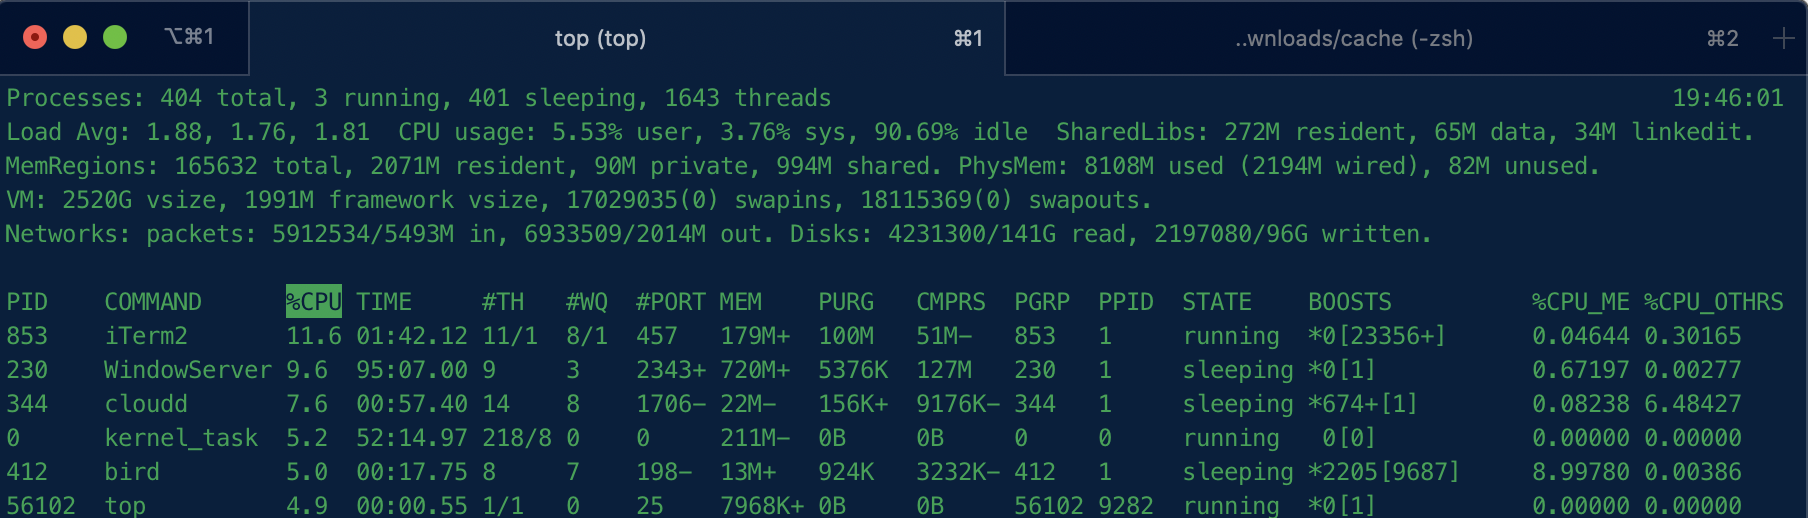 ⌥⌘1 top (top) ⌘1 ..wnloads/cache (-zsh) ⌘2 +
Processes: 404 total, 3 running, 401 sleeping, 1643 threads 19:46:01
Load Avg: 1.88, 1.76, 1.81 CPU usage: 5.53% user, 3.76% sys, 90.69% idle SharedLibs: 272M resident, 65M data, 34M linkedit.
MemRegions: 165632 total, 2071M resident, 90M private, 994M shared. PhysMem: 8108M used (2194M wired), 82M unused.
VM: 2520G vsize, 1991M framework vsize, 17029035(0) swapins, 18115369(0) swapouts.
Networks: packets: 5912534/5493M in, 6933509/2014M out. Disks: 4231300/141G read, 2197080/96G written.
PID COMMAND %CPU TIME #TH #WQ #PORT MEM PURG CMPRS PGRP PPID STATE BOOSTS %CPU_ME %CPU_OTHRS
853 iTerm2 11.6 01:42.12 11/1 8/1 457 179M+ 100M 51M- 853 1 running *0[23356+] 0.04644 0.30165
230 WindowServer 9.6 95:07.00 9 3 2343+ 720M+ 5376K 127M 230 1 sleeping *0[1] 0.67197 0.00277
344 cloudd 7.6 00:57.40 14 8 1706- 22M- 156K+ 9176K- 344 1 sleeping *674+[1] 0.08238 6.48427
0 kernel_task 5.2 52:14.97 218/8 0 0 211M- 0B 0B 0 0 running 0[0] 0.00000 0.00000
412 bird 5.0 00:17.75 8 7 198- 13M+ 924K 3232K- 412 1 sleeping *2205[9687] 8.99780 0.00386
56102 top 4.9 00:00.55 1/1 0 25 7968K+ 0B 0B 56102 9282 running *0[1] 0.00000 0.00000